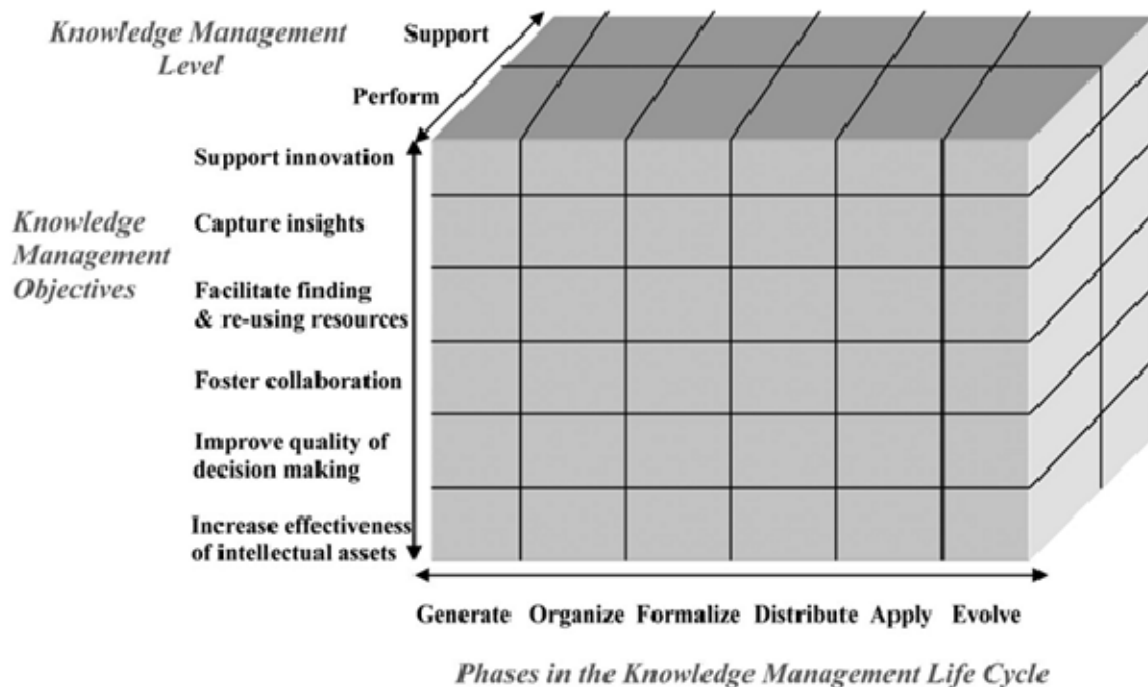 Knowledge Management
Level
Support
Perform
Support innovation
Knowledge
Management
Objectives
Capture insights
Facilitate finding
& re-using resources
Foster collaboration
Improve quality of
decision making
Increase effectiveness
of intellectual assets
Generate Organize Formalize Distribute Apply Evolve
Phases in the Knowledge Management Life Cycle